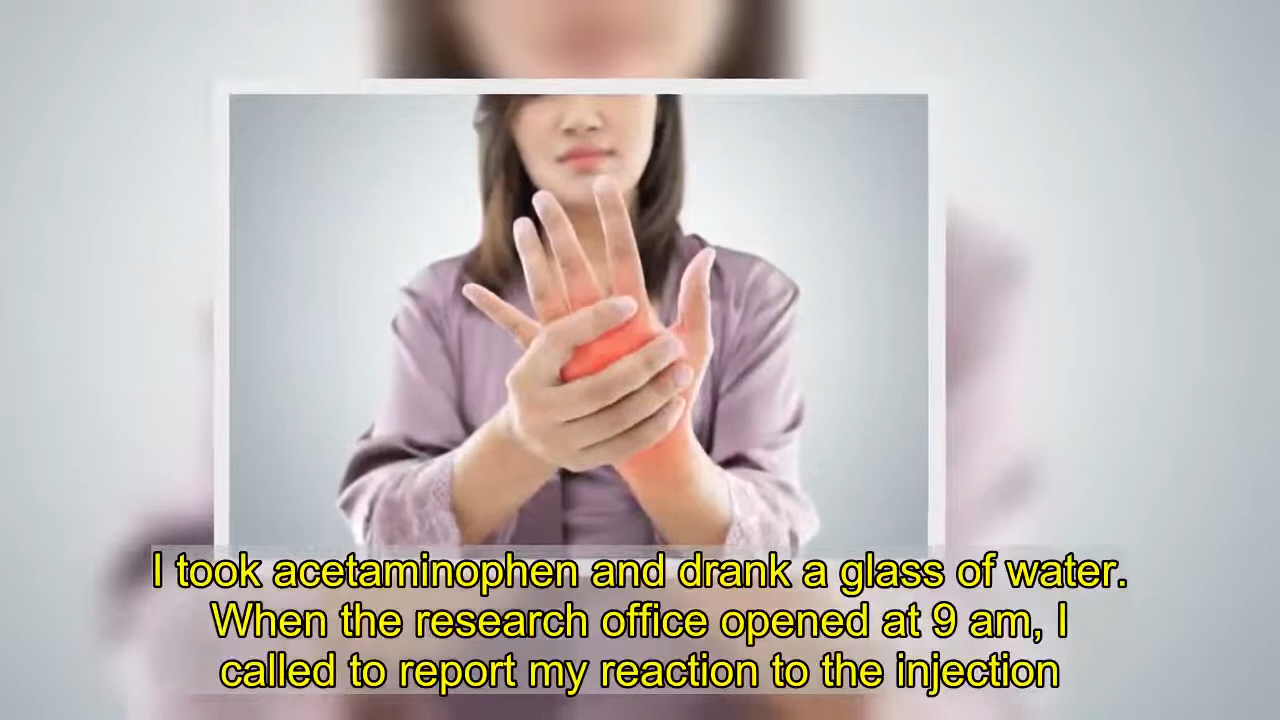 I took acetaminophen and drank a glass of water.
When the research office opened at 9 am, I
called to report my reaction to the injection